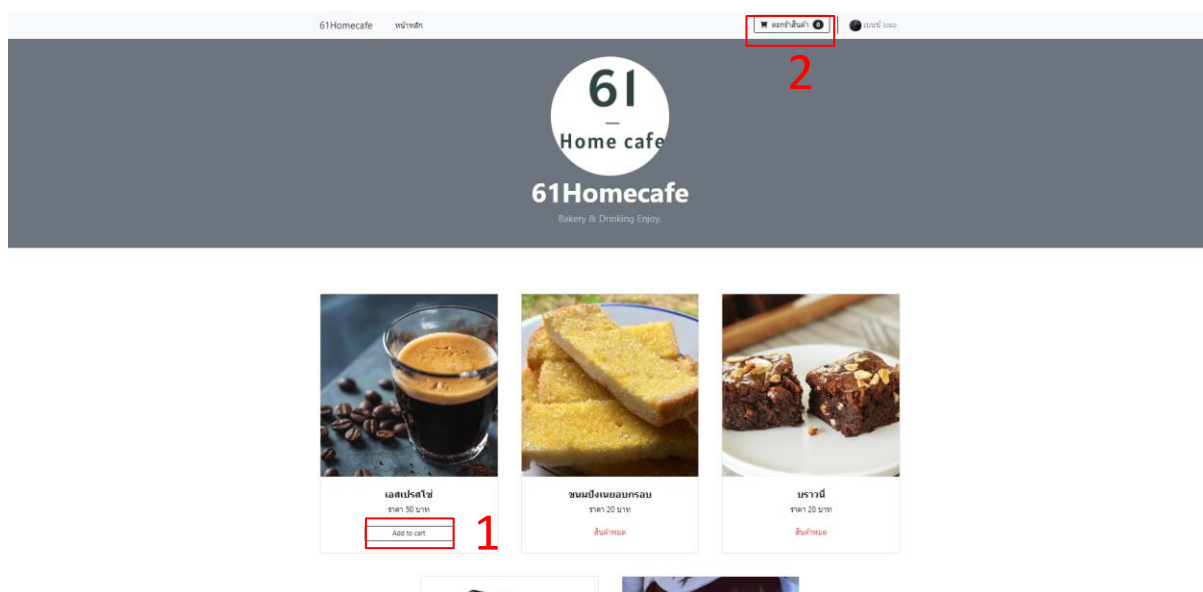 61Homecafe หน้าหลัก ตะกร้าสินค้า 0 เบนซ์ loso
2
61
Home cafe
61Homecafe
Bakery & Drinking Enjoy.
เอสเปรสโซ่ ขนมปังเนยอบกรอบ บราวนี่
ราคา 50 บาท ราคา 20 บาท ราคา 20 บาท
Add to cart 1 สินค้าหมด สินค้าหมด